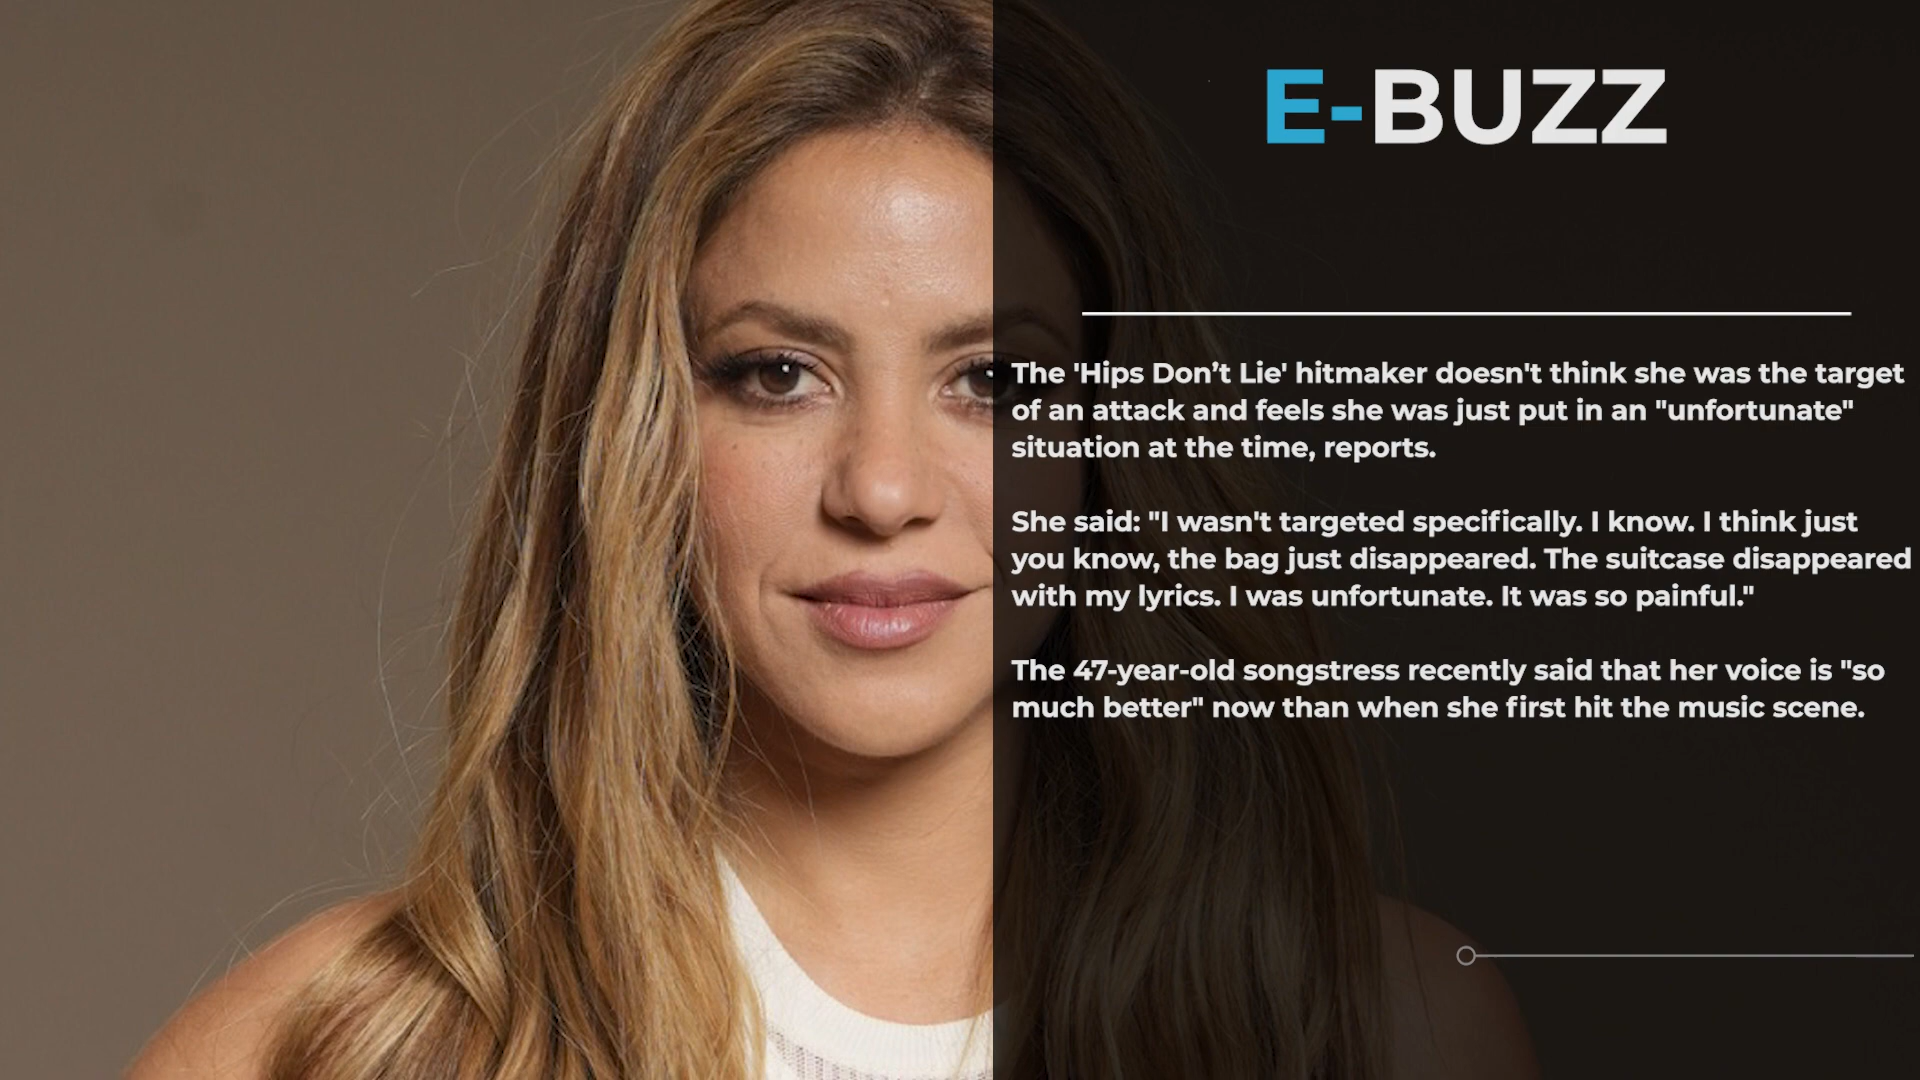 E-BUZZ
The 'Hips Don’t Lie' hitmaker doesn't think she was the target
of an attack and feels she was just put in an "unfortunate"
situation at the time, reports.
She said: "I wasn't targeted specifically. I know. I think just
you know, the bag just disappeared. The suitcase disappeared
with my lyrics. I was unfortunate. It was so painful."
The 47-year-old songstress recently said that her voice is "so
much better" now than when she first hit the music scene.